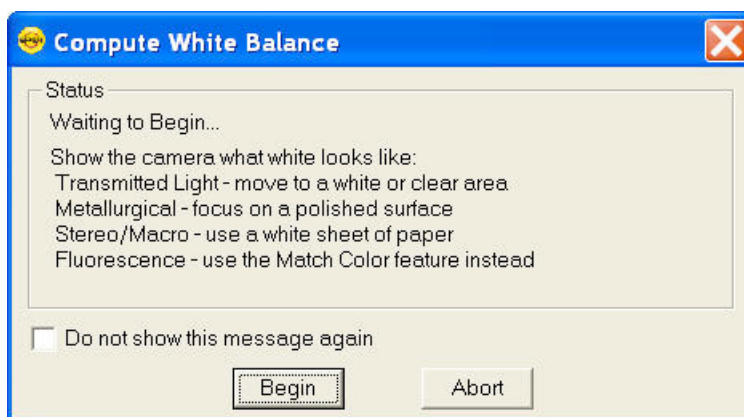 Compute White Balance
Status
Waiting to Begin...
Show the camera what white looks like:
Transmitted Light - move to a white or clear area
Metallurgical - focus on a polished surface
Stereo/Macro - use a white sheet of paper
Fluorescence - use the Match Color feature instead
Do not show this message again
Begin
Abort